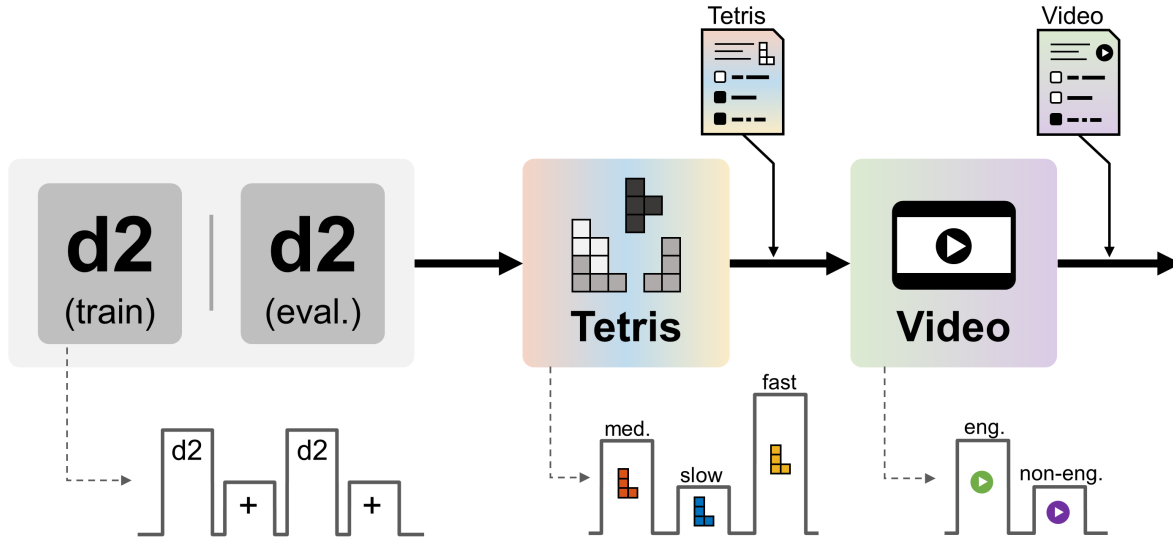 Tetris
Video
d2
(train)
d2
(eval.)
Tetris
Video
d2
+
d2
+
med.
slow
fast
eng.
non-eng.